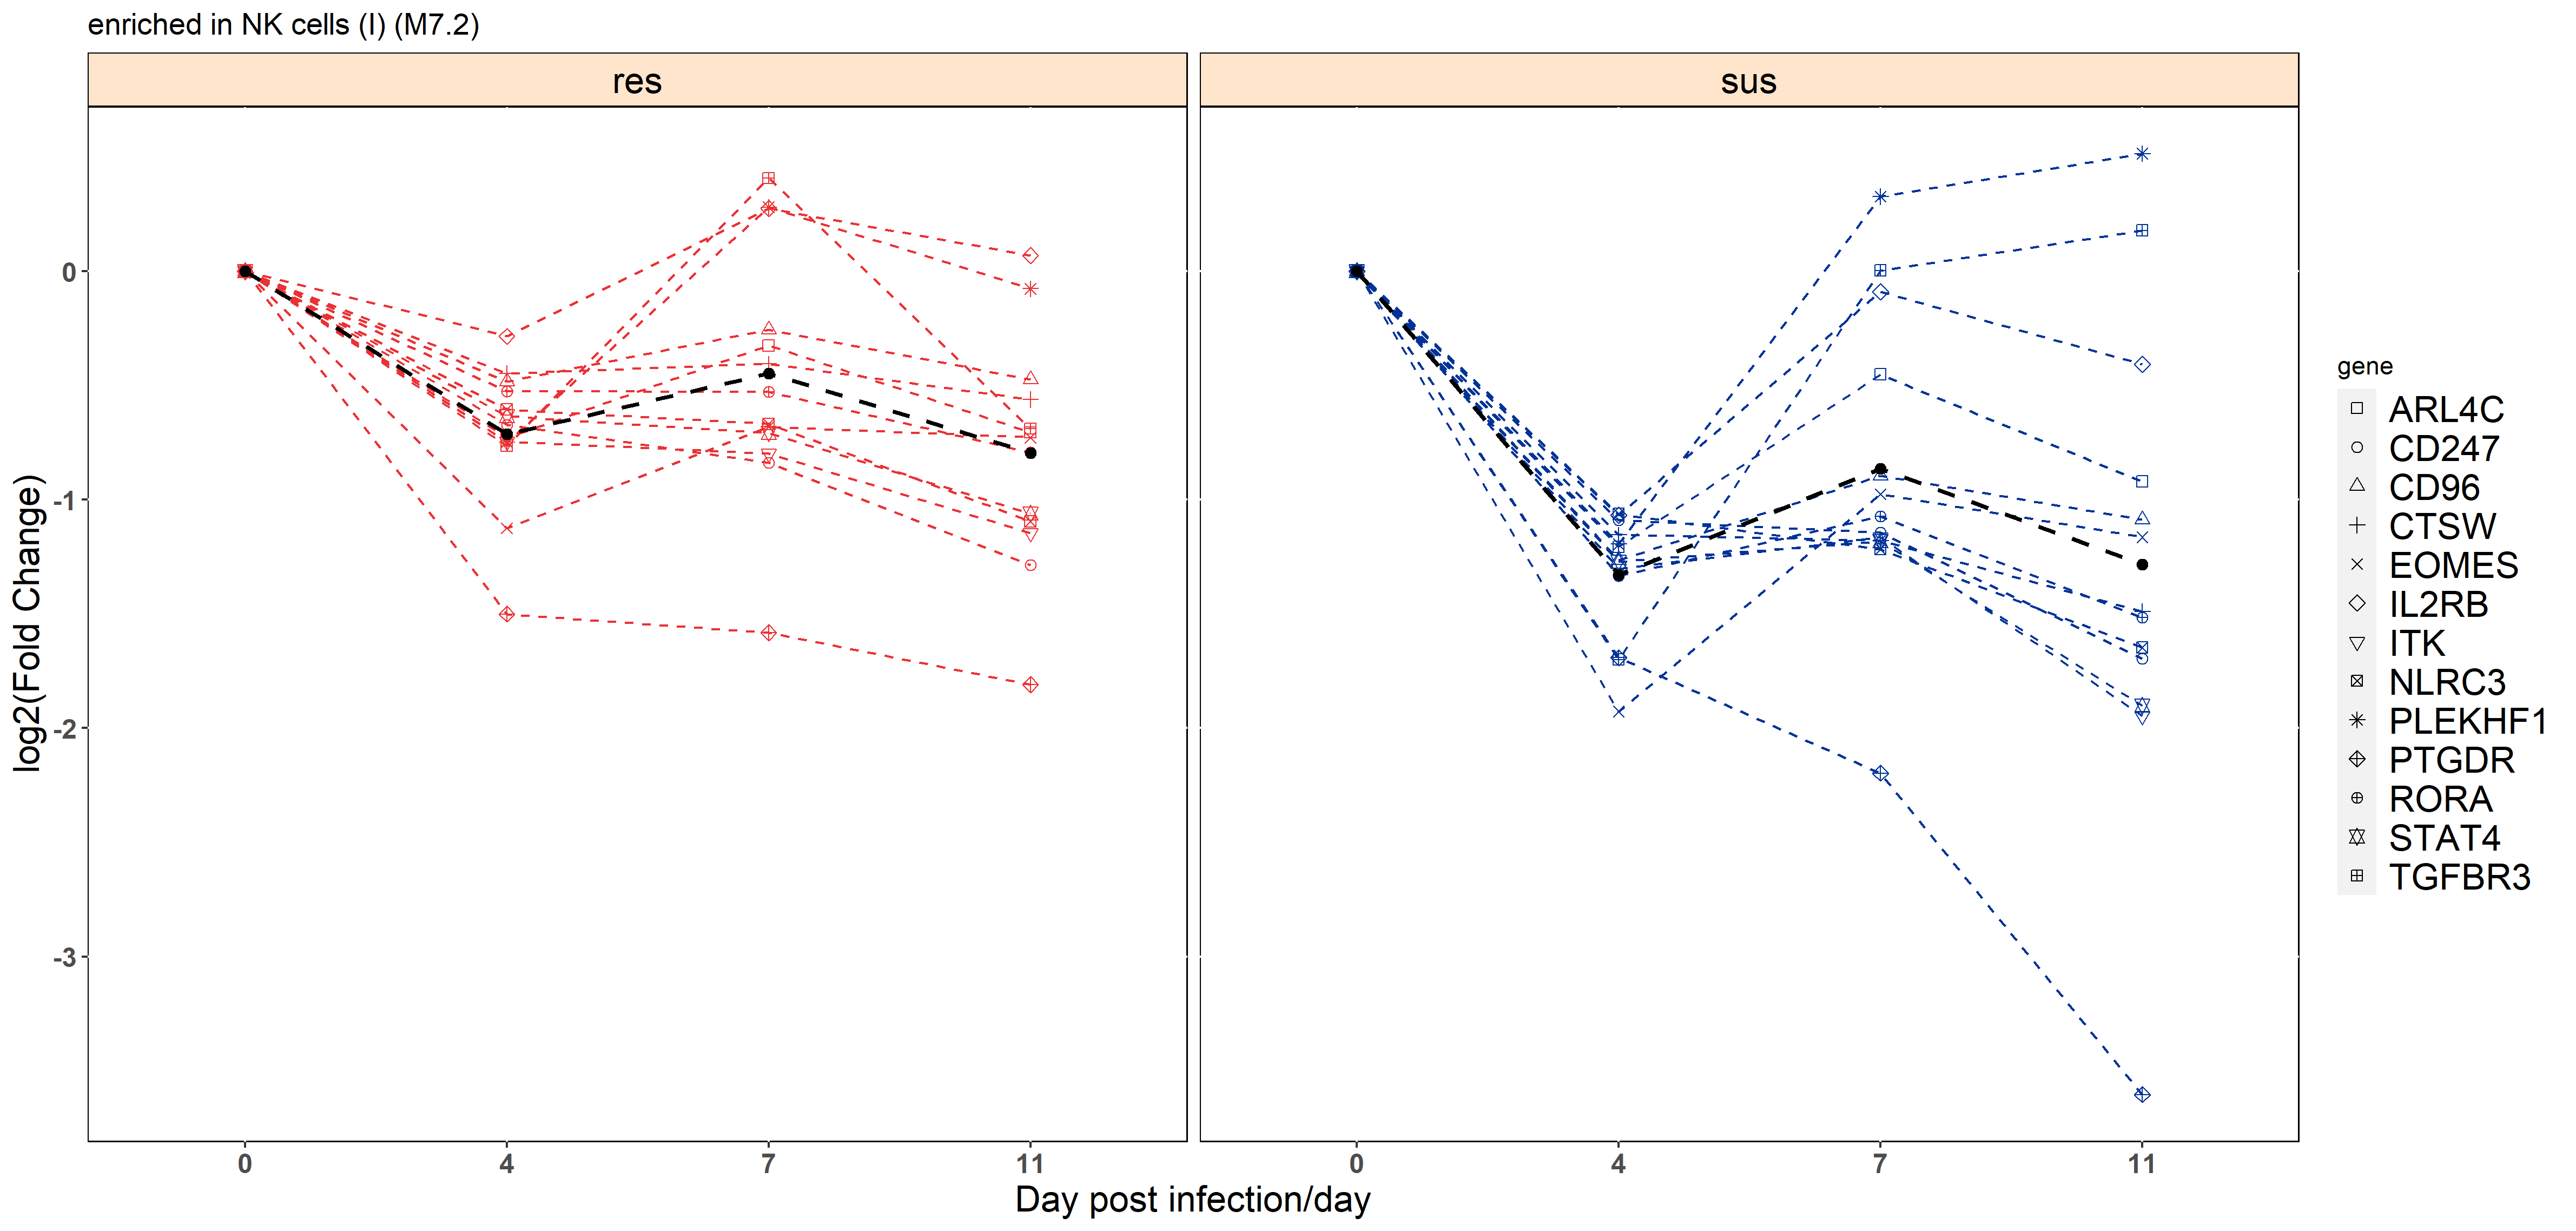 enriched in NK cells (I) (M7.2)
res
sus
log2(Fold Change)
0
-1
-2
-3
0
4
7
11
0
4
7
11
Day post infection/day
gene
ARL4C
CD247
CD96
CTSW
EOMES
IL2RB
ITK
NLRC3
PLEKHF1
PTGDR
RORA
STAT4
TGFBR3